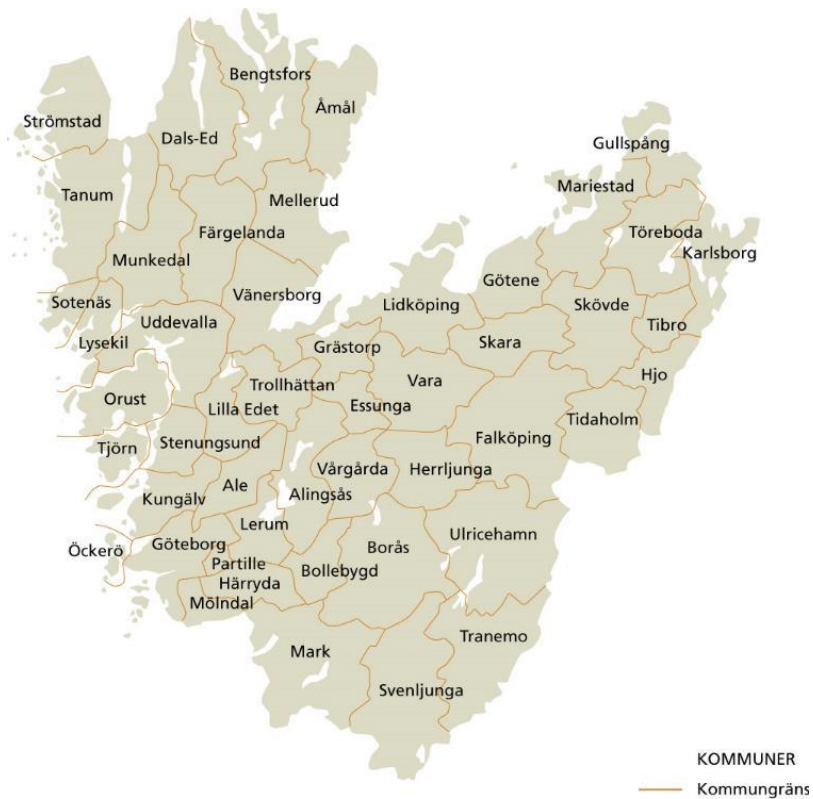 Bengtsfors
Åmål
Strömstad
Dals-Ed
Gullspång
Mariestad
Tanum
Mellerud
Färgelanda
Töreboda
Karlsborg
Munkedal
Götene
Vänersborg
Sotenäs
Lidköping
Skövde
Uddevalla
Tibro
Lysekil
Grästorp
Skara
Hjo
Trollhättan
Vara
Orust
Lilla Edet
Essunga
Tidaholm
Stenungsund
Falköping
Tjörn
Vårgårda
Herrljunga
Ale
Alingsås
Kungälv
Lerum
Ulricehamn
Öckerö
Göteborg
Borås
Partille
Bollebygd
Härryda
Mölndal
Tranemo
Mark
Svenljunga
KOMMUNER
Kommungräns